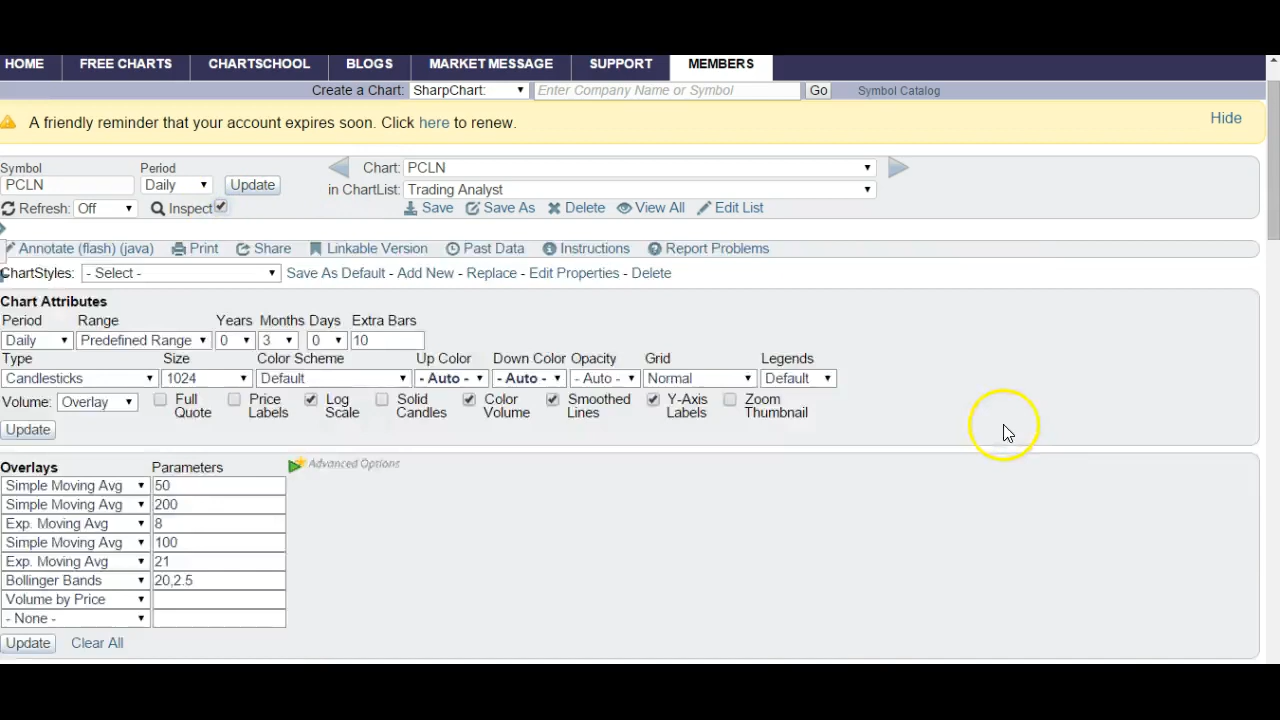 HOME FREE CHARTS CHARTSCHOOL BLOGS MARKET MESSAGE SUPPORT MEMBERS
Create a Chart: SharpChart: Enter Company Name or Symbol Go Symbol Catalog
A friendly reminder that your account expires soon. Click here to renew. Hide
Symbol Period Chart: PCLN
PCLN Daily Update in ChartList: Trading Analyst
Refresh: Off Inspect Save Save As Delete View All Edit List
Annotate (flash) (java) Print Share Linkable Version Past Data Instructions Report Problems
ChartStyles: - Select - Save As Default - Add New - Replace - Edit Properties - Delete
Chart Attributes
Period Range Years Months Days Extra Bars
Daily Predefined Range 0 3 0 10
Type Size Color Scheme Up Color Down Color Opacity Grid Legends
Candlesticks 1024 Default - Auto - - Auto - - Auto - Normal Default
Volume: Overlay Full Quote Price Labels Log Scale Solid Candles Color Volume Smoothed Lines Y-Axis Labels Zoom Thumbnail
Update
Overlays Parameters Advanced Options
Simple Moving Avg 50
Simple Moving Avg 200
Exp. Moving Avg 8
Simple Moving Avg 100
Exp. Moving Avg 21
Bollinger Bands 20,2.5
Volume by Price
- None -
Update Clear All